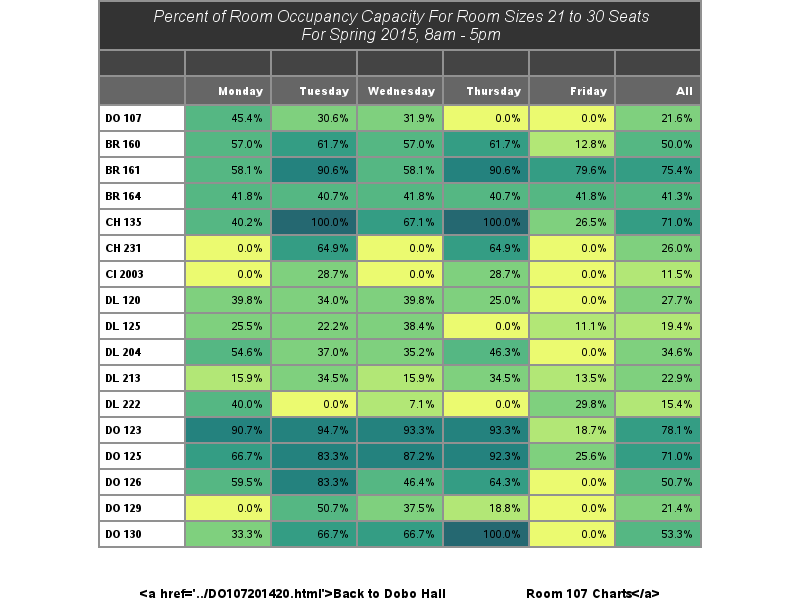 Percent of Room Occupancy Capacity For Room Sizes 21 to 30 Seats
For Spring 2015, 8am - 5pm
Monday Tuesday Wednesday Thursday Friday All
DO 107 45.4% 30.6% 31.9% 0.0% 0.0% 21.6%
BR 160 57.0% 61.7% 57.0% 61.7% 12.8% 50.0%
BR 161 58.1% 90.6% 58.1% 90.6% 79.6% 75.4%
BR 164 41.8% 40.7% 41.8% 40.7% 41.8% 41.3%
CH 135 40.2% 100.0% 67.1% 100.0% 26.5% 71.0%
CH 231 0.0% 64.9% 0.0% 64.9% 0.0% 26.0%
CI 2003 0.0% 28.7% 0.0% 28.7% 0.0% 11.5%
DL 120 39.8% 34.0% 39.8% 25.0% 0.0% 27.7%
DL 125 25.5% 22.2% 38.4% 0.0% 11.1% 19.4%
DL 204 54.6% 37.0% 35.2% 46.3% 0.0% 34.6%
DL 213 15.9% 34.5% 15.9% 34.5% 13.5% 22.9%
DL 222 40.0% 0.0% 7.1% 0.0% 29.8% 15.4%
DO 123 90.7% 94.7% 93.3% 93.3% 18.7% 78.1%
DO 125 66.7% 83.3% 87.2% 92.3% 25.6% 71.0%
DO 126 59.5% 83.3% 46.4% 64.3% 0.0% 50.7%
DO 129 0.0% 50.7% 37.5% 18.8% 0.0% 21.4%
DO 130 33.3% 66.7% 66.7% 100.0% 0.0% 53.3%
<a href='../DO107201420.html'>Back to Dobo Hall Room 107 Charts</a>